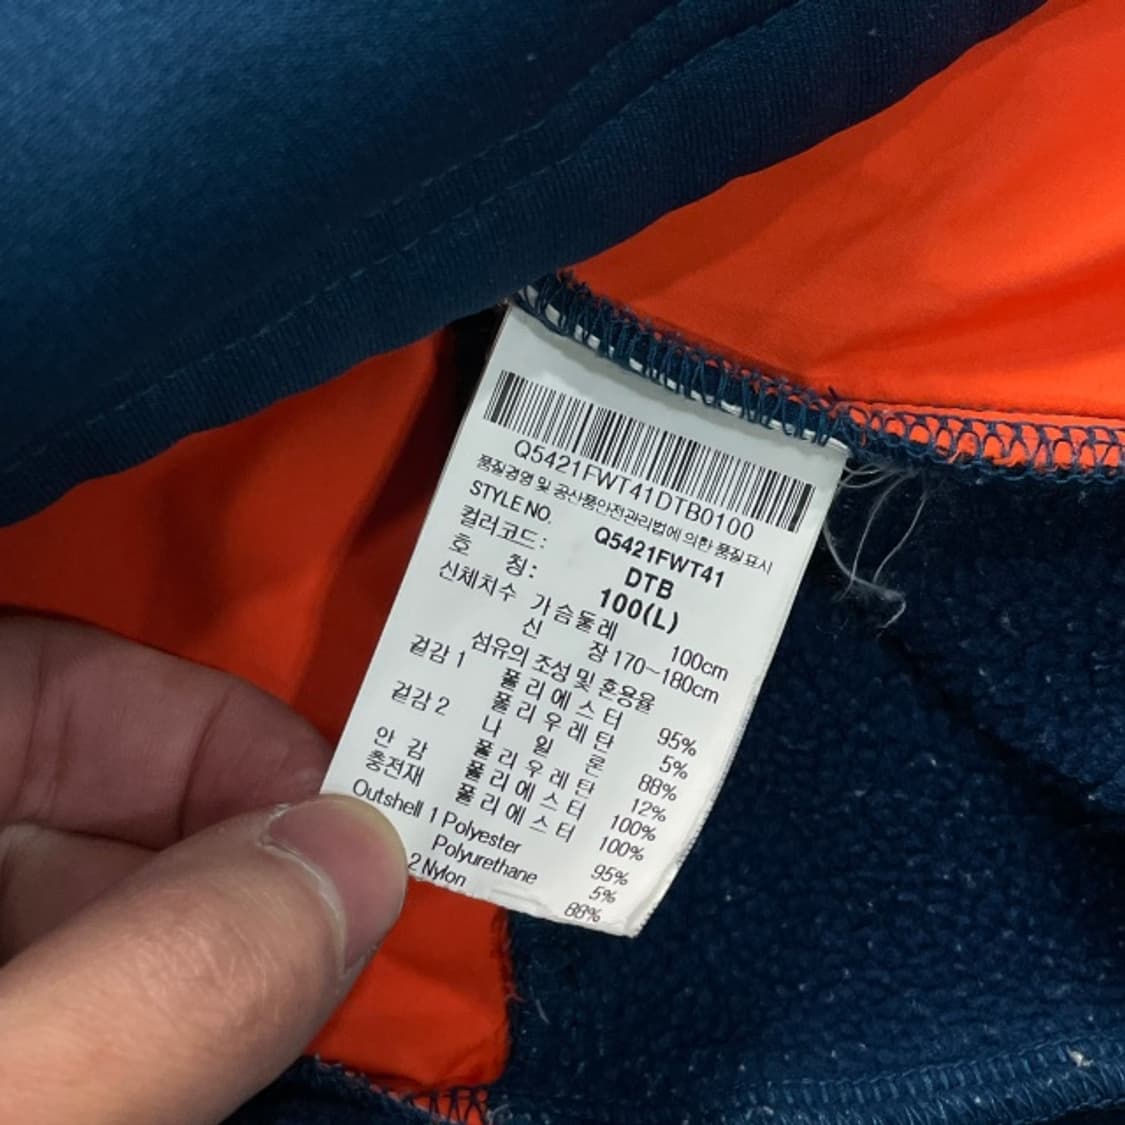 Q5421FWT41DTB0100
품질경영 및 공산품안전관리법에 의한 품질표시
STYLE NO. Q5421FWT41
컬러코드: DTB
호 칭: 100(L)
신체치수 가슴둘레 100cm
신 장 170~180cm
섬유의 조성 및 혼용율
겉감 1 폴리에스터 95%
폴리우레탄 5%
겉감 2 나 일 론 88%
폴리우레탄 12%
안 감 폴리에스터 100%
충전재 폴리에스터 100%
Outshell 1 Polyester 95%
Polyurethane 5%
2 Nylon 88%